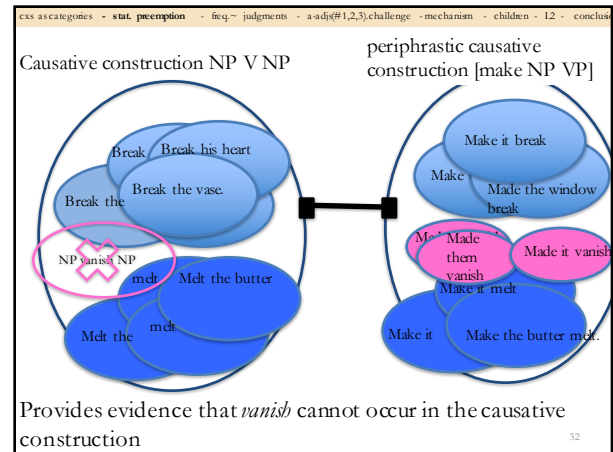 cxs as categories - stat. preemption - freq.~ judgments - a-adjs(#1,2,3).challenge - mechanism - children - L2 - conclusi
Causative construction NP V NP
periphrastic causative
construction [make NP VP]
Break
Break his heart
Break the
Break the vase.
NP vanish NP
melt
Melt the butter
Melt the
melt
Make it break
Make
Made the window
break
Made
them
vanish
Made it vanish
Make it melt
Make it
Make the butter melt.
Provides evidence that vanish cannot occur in the causative
construction
32